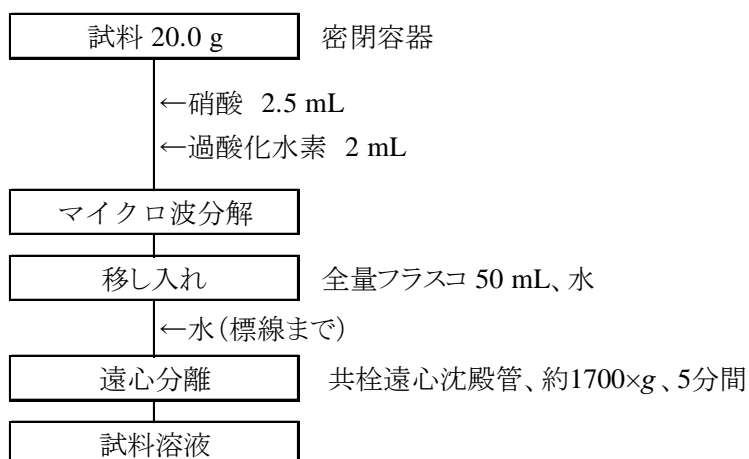 試料 20.0 g 密閉容器
←硝酸 2.5 mL
←過酸化水素 2 mL
マイクロ波分解
移し入れ 全量フラスコ 50 mL、水
←水(標線まで)
遠心分離 共栓遠心沈殿管、約1700×g、5分間
試料溶液